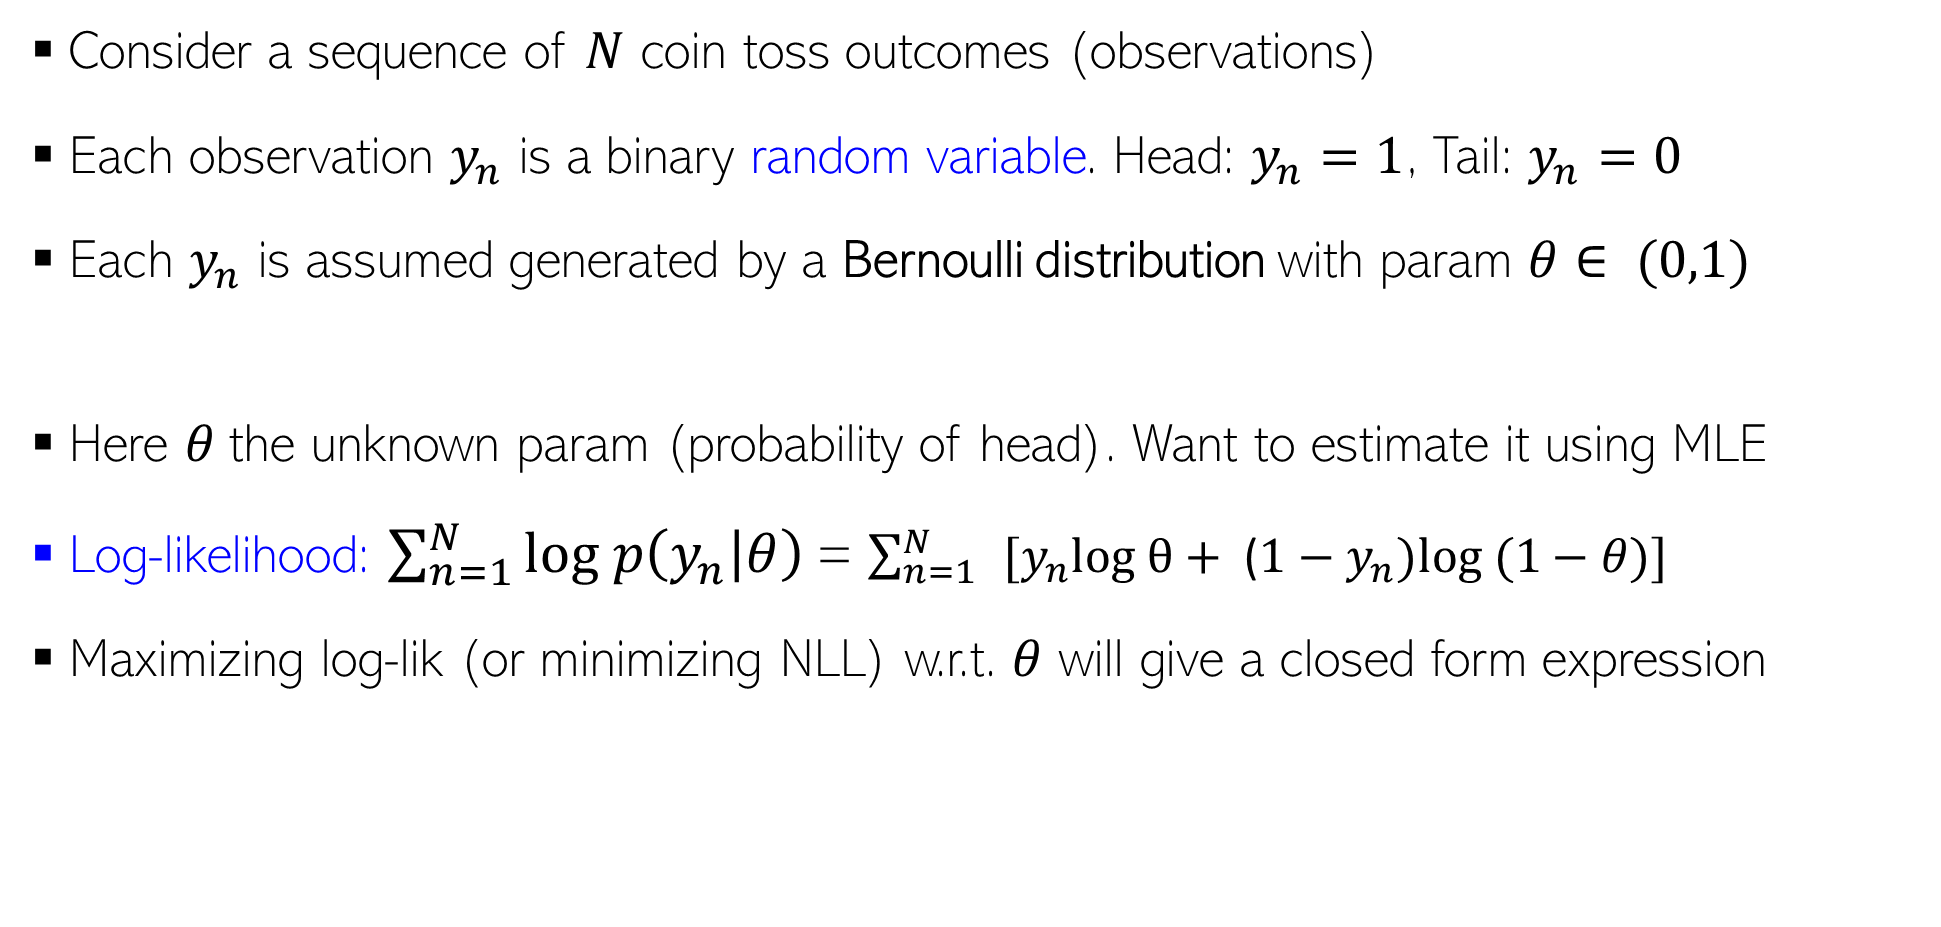 ▪ Consider a sequence of N coin toss outcomes (observations)
▪ Each observation yₙ is a binary random variable. Head: yₙ = 1, Tail: yₙ = 0
▪ Each yₙ is assumed generated by a Bernoulli distribution with param θ ∈ (0,1)
▪ Here θ the unknown param (probability of head). Want to estimate it using MLE
▪ Log-likelihood: ∑ₙ₌₁ᴺ log p(yₙ|θ) = ∑ₙ₌₁ᴺ [yₙlog θ + (1 − yₙ)log (1 − θ)]
▪ Maximizing log-lik (or minimizing NLL) w.r.t. θ will give a closed form expression